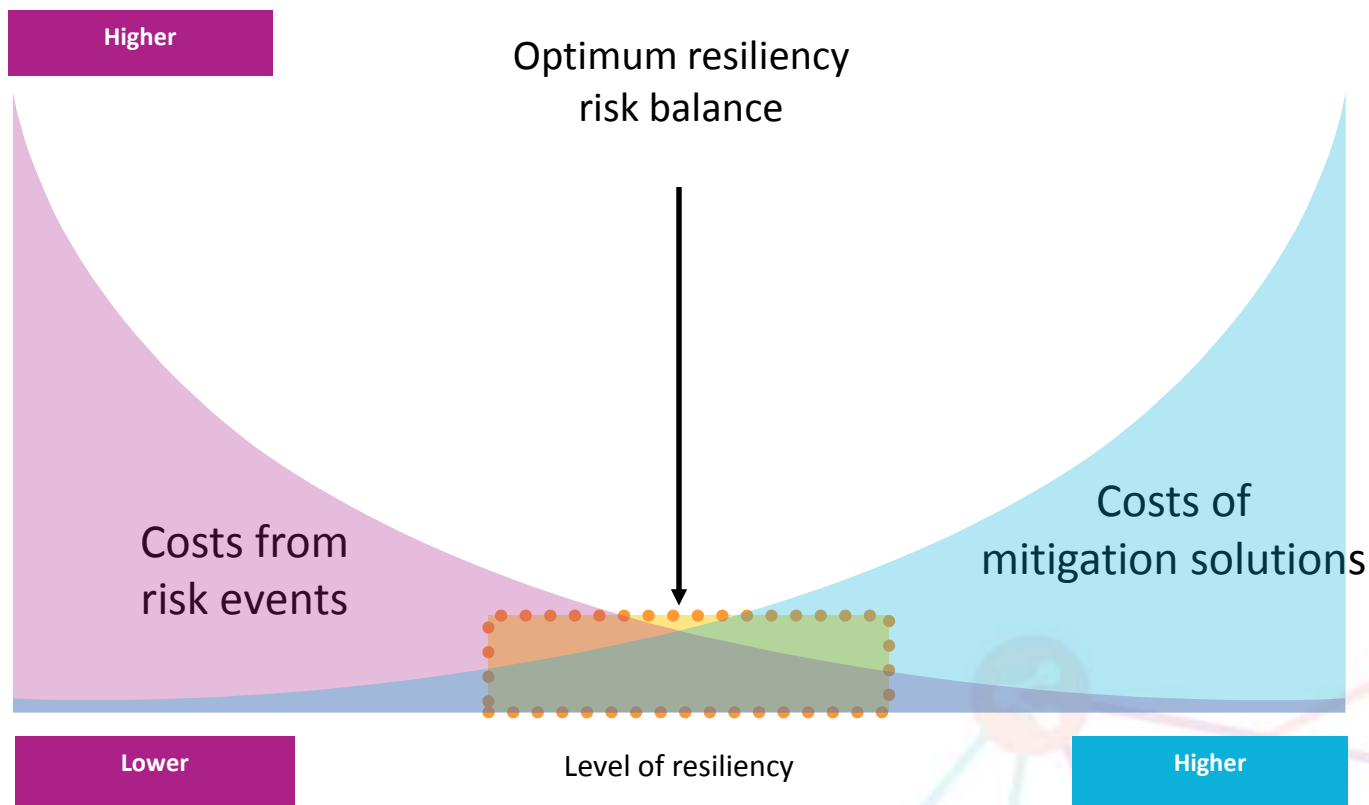 Higher
Optimum resiliency
risk balance
Costs from
risk events
Costs of
mitigation solutions
Lower
Level of resiliency
Higher